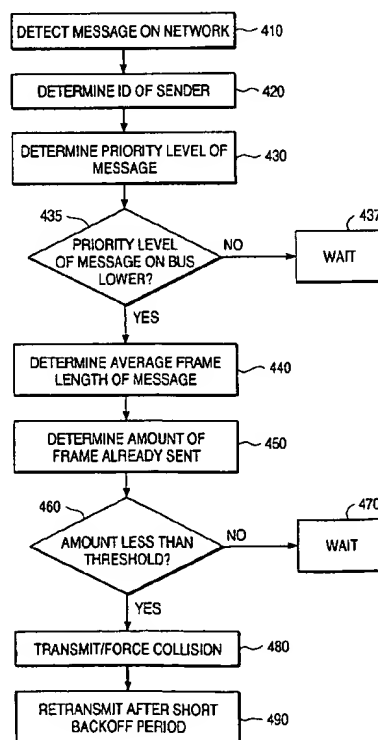 DETECT MESSAGE ON NETWORK
410
DETERMINE ID OF SENDER
420
DETERMINE PRIORITY LEVEL OF
MESSAGE
430
435
PRIORITY LEVEL
OF MESSAGE ON BUS
LOWER?
NO
437
WAIT
YES
DETERMINE AVERAGE FRAME
LENGTH OF MESSAGE
440
DETERMINE AMOUNT OF
FRAME ALREADY SENT
450
460
AMOUNT LESS THAN
THRESHOLD?
NO
470
WAIT
YES
TRANSMIT/FORCE COLLISION
480
RETRANSMIT AFTER SHORT
BACKOFF PERIOD
490